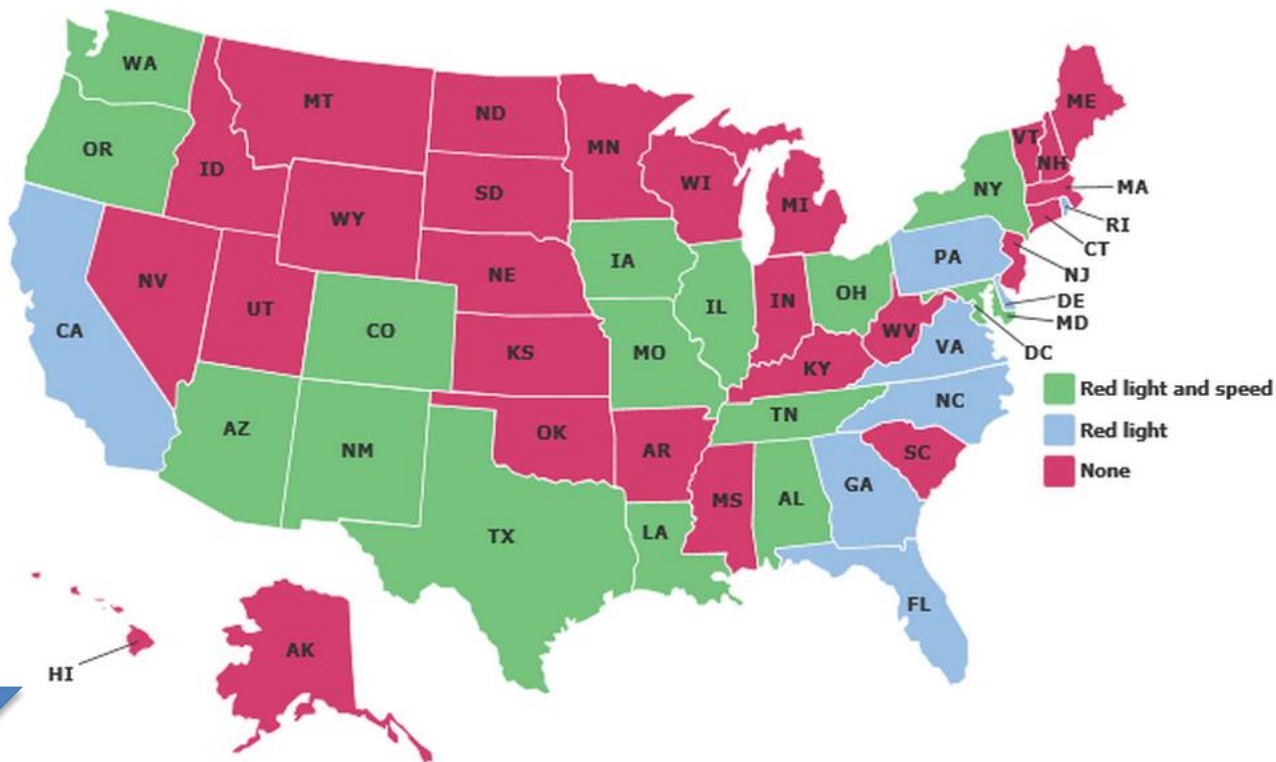 WA
MT
ND
MN
ME
VT
NH
OR
ID
SD
WI
MI
NY
MA
WY
RI
CT
NV
UT
NE
IA
PA
NJ
CA
CO
IL
IN
OH
DE
MD
WV
VA
DC
KS
MO
KY
Red light and speed
AZ
NM
OK
AR
TN
NC
Red light
SC
None
TX
LA
MS
AL
GA
FL
HI
AK